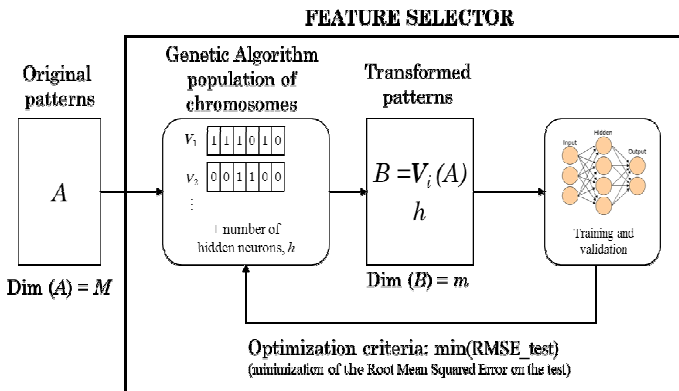 FEATURE SELECTOR
Original
patterns
A
Dim (A) = M
Genetic Algorithm
population of
chromosomes
V1 1 1 1 0 1 0
V2 0 0 1 1 0 0
⋮
+ number of
hidden neurons, h
Transformed
patterns
B =Vi (A)
h
Dim (B) = m
Input
Hidden
Output
Training and
validation
Optimization criteria: min(RMSE_test)
(minimization of the Root Mean Squared Error on the test)